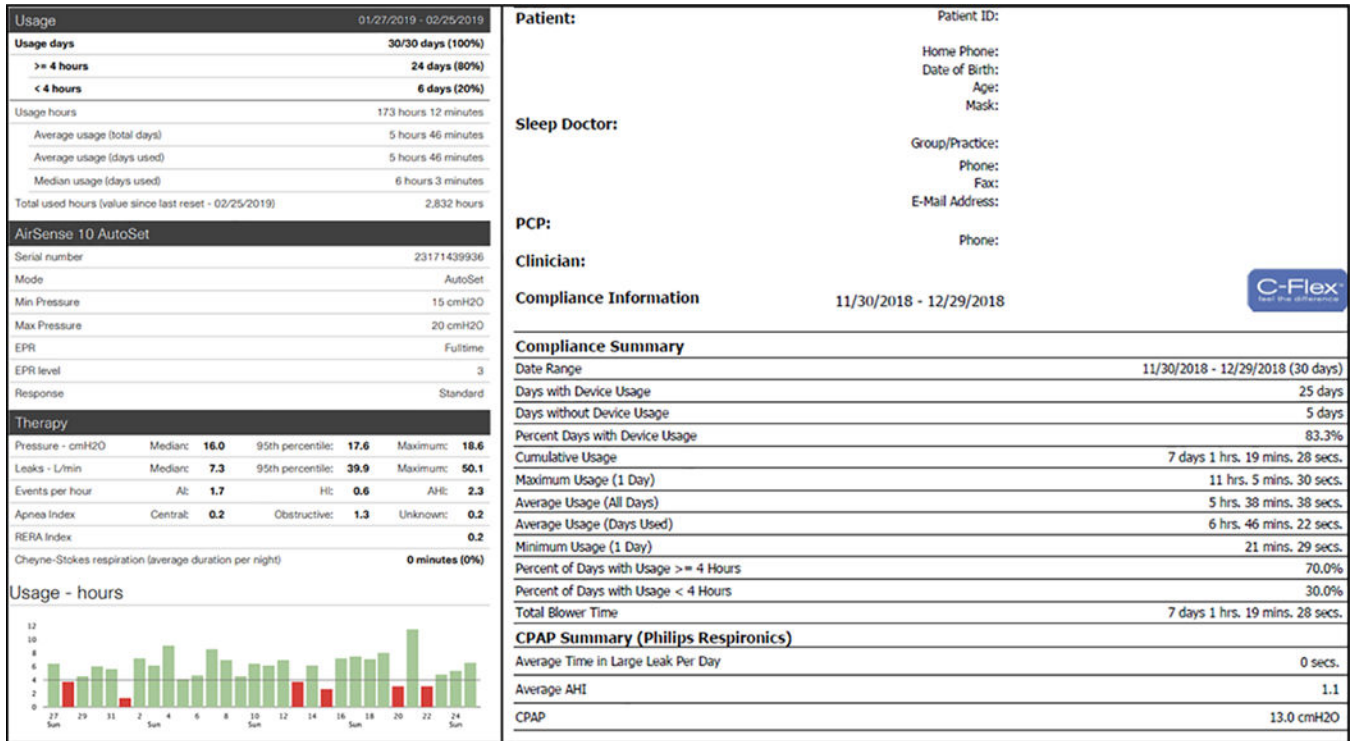 Usage 01/27/2019 - 02/25/2019
Usage days 30/30 days (100%)
>= 4 hours 24 days (80%)
< 4 hours 6 days (20%)
Usage hours 173 hours 12 minutes
Average usage (total days) 5 hours 46 minutes
Average usage (days used) 5 hours 46 minutes
Median usage (days used) 6 hours 3 minutes
Total used hours (value since last reset - 02/25/2019) 2,832 hours
AirSense 10 AutoSet
Serial number 23171439936
Mode AutoSet
Min Pressure 15 cmH2O
Max Pressure 20 cmH2O
EPR Fulltime
EPR level 3
Response Standard
Therapy
Pressure - cmH2O Median: 16.0 95th percentile: 17.6 Maximum: 18.6
Leaks - L/min Median: 7.3 95th percentile: 39.9 Maximum: 50.1
Events per hour AI: 1.7 HI: 0.6 AHI: 2.3
Apnea Index Central: 0.2 Obstructive: 1.3 Unknown: 0.2
RERA Index 0.2
Cheyne-Stokes respiration (average duration per night) 0 minutes (0%)
Usage - hours
12
10
8
6
4
2
0
27 29 31 2 4 6 8 10 12 14 16 18 20 22 24
Sun Sun Sun Sun Sun
Patient: Patient ID:
Home Phone:
Date of Birth:
Age:
Mask:
Sleep Doctor:
Group/Practice:
Phone:
Fax:
E-Mail Address:
PCP:
Phone:
Clinician:
C-Flex
feel the difference
Compliance Information 11/30/2018 - 12/29/2018
Compliance Summary
Date Range 11/30/2018 - 12/29/2018 (30 days)
Days with Device Usage 25 days
Days without Device Usage 5 days
Percent Days with Device Usage 83.3%
Cumulative Usage 7 days 1 hrs. 19 mins. 28 secs.
Maximum Usage (1 Day) 11 hrs. 5 mins. 30 secs.
Average Usage (All Days) 5 hrs. 38 mins. 38 secs.
Average Usage (Days Used) 6 hrs. 46 mins. 22 secs.
Minimum Usage (1 Day) 21 mins. 29 secs.
Percent of Days with Usage >= 4 Hours 70.0%
Percent of Days with Usage < 4 Hours 30.0%
Total Blower Time 7 days 1 hrs. 19 mins. 28 secs.
CPAP Summary (Philips Respironics)
Average Time in Large Leak Per Day 0 secs.
Average AHI 1.1
CPAP 13.0 cmH2O